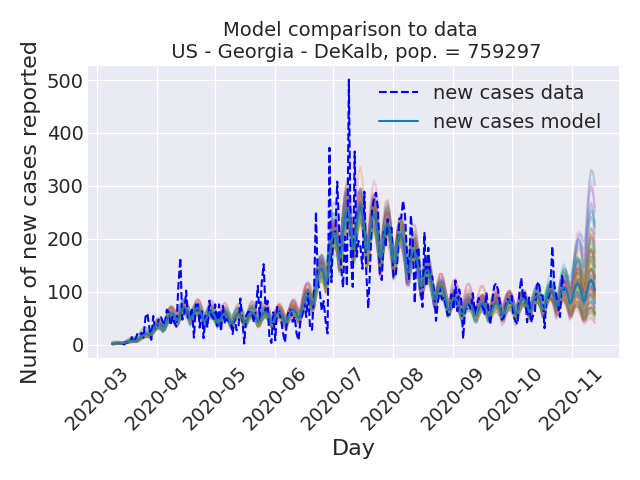 Model comparison to data
US - Georgia - DeKalb, pop. = 759297
Number of new cases reported
500
400
300
200
100
0
new cases data
new cases model
2020-03
2020-04
2020-05
2020-06
2020-07
2020-08
2020-09
2020-10
2020-11
Day